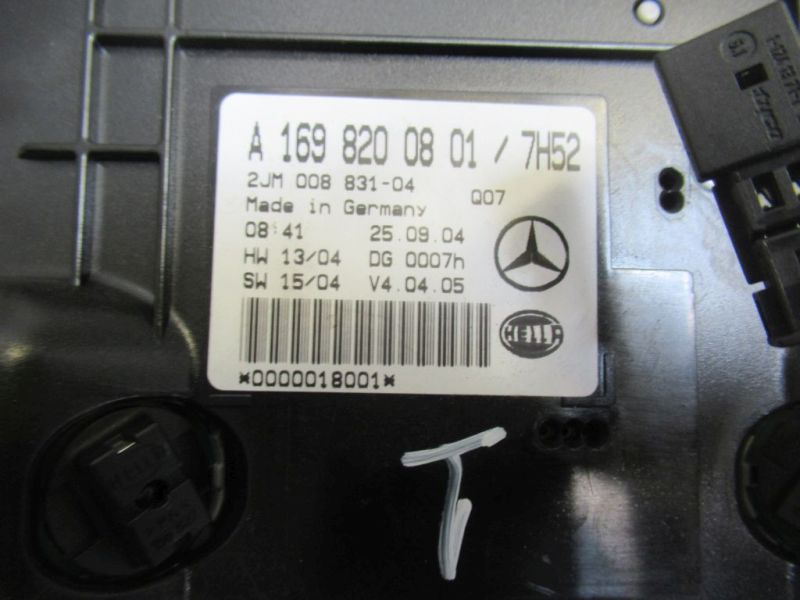 A 169 820 08 01 / 7H52
2JM 008 831-04 Q07
Made in Germany
08:41 25.09.04
HW 13/04 DG 0007h
SW 15/04 V4.04.05
HELLA
*0000018001*
T
HELLA